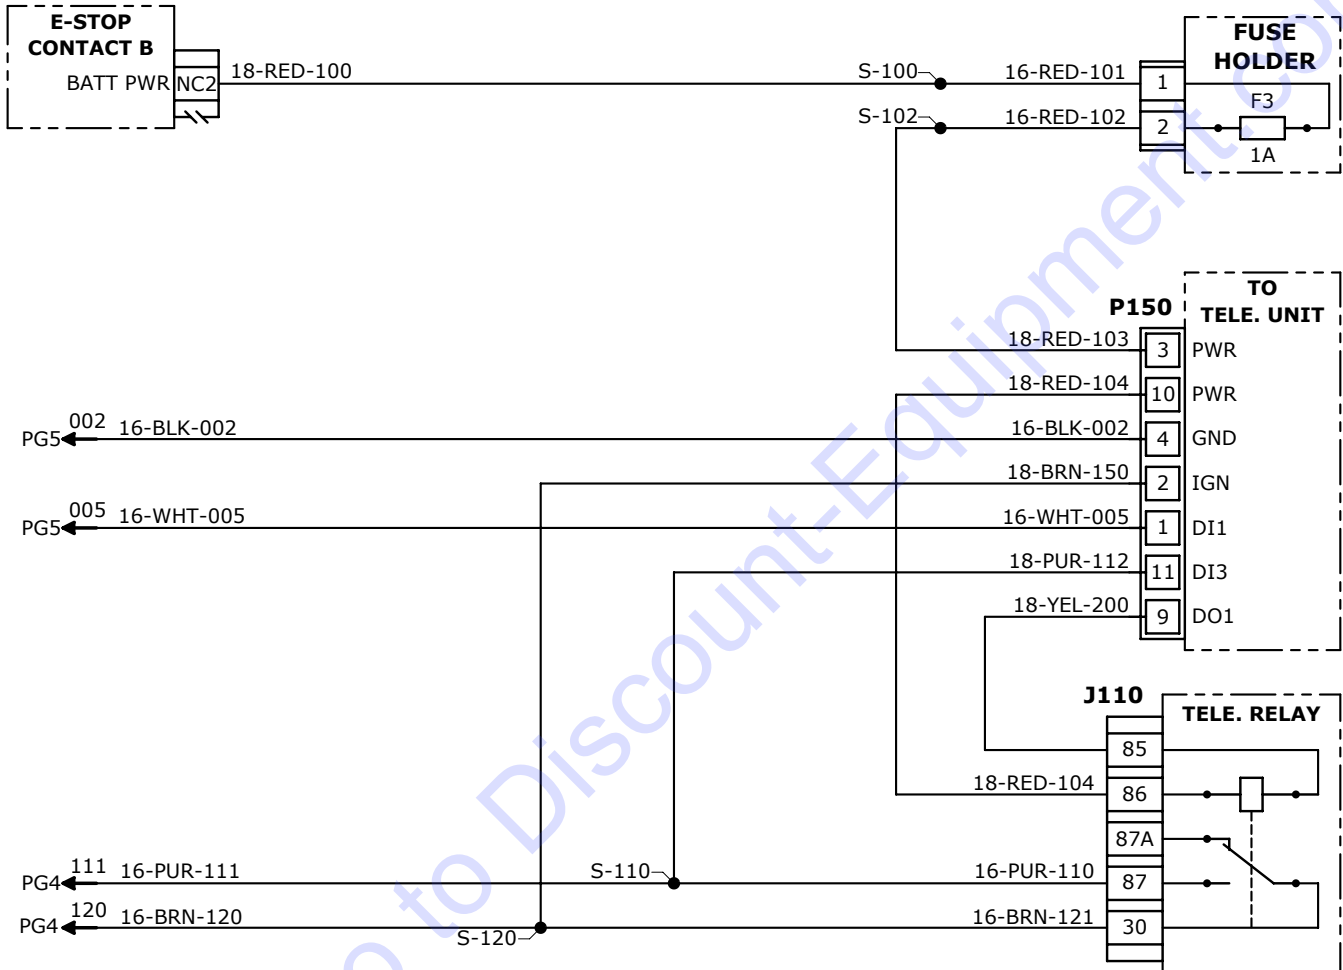 E-STOP
CONTACT B
BATT PWR NC2
18-RED-100
S-100
16-RED-101
1
FUSE
HOLDER
F3
S-102
16-RED-102
2
1A
P150
TO
TELE. UNIT
18-RED-103 3 PWR
18-RED-104 10 PWR
PG5 002 16-BLK-002
16-BLK-002 4 GND
18-BRN-150 2 IGN
PG5 005 16-WHT-005
16-WHT-005 1 DI1
18-PUR-112 11 DI3
18-YEL-200 9 DO1
J110
TELE. RELAY
85
18-RED-104 86
87A
PG4 111 16-PUR-111
S-110
16-PUR-110 87
PG4 120 16-BRN-120
S-120
16-BRN-121 30
to Discount-Equipment.co